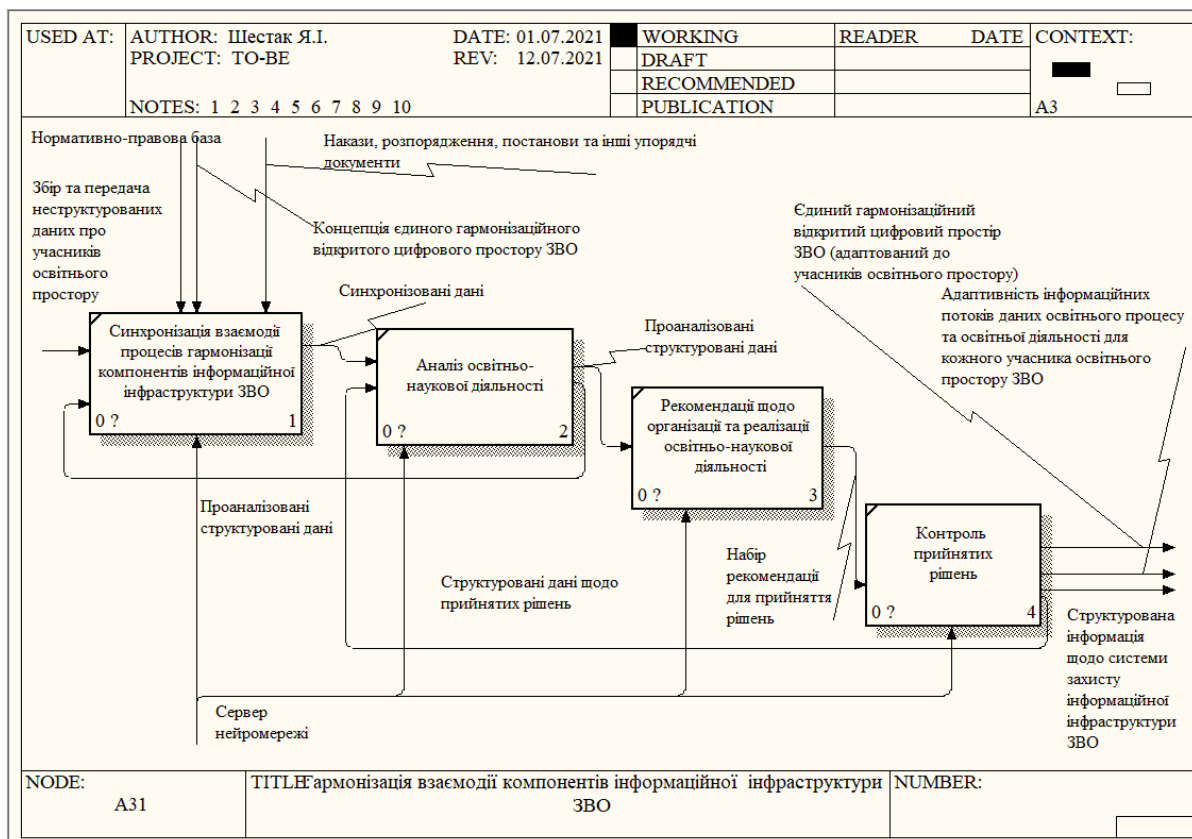 USED AT:
AUTHOR: Шестак Я.І.
DATE: 01.07.2021
PROJECT: TO-BE
REV: 12.07.2021
NOTES: 1 2 3 4 5 6 7 8 9 10
WORKING
DRAFT
RECOMMENDED
PUBLICATION
READER
DATE
CONTEXT:
A3
Нормативно-правова база
Накази, розпорядження, постанови та інші упорядчі
документи
Збір та передача
неструктурованих
даних про
учасників
освітнього
простору
Концепція єдиного гармонізаційного
відкритого цифрового простору ЗВО
Єдиний гармонізаційний
відкритий цифровий простір
ЗВО (адаптований до
учасників освітнього простору)
Синхронізовані дані
Адаптивність інформаційних
потоків даних освітнього процесу
та освітньої діяльності для
кожного учасника освітнього
простору ЗВО
Синхронізація взаємодії
процесів гармонізації
компонентів інформаційної
інфраструктури ЗВО
0 ?
1
Проаналізовані
структуровані дані
Аналіз освітньо-
наукової діяльності
0 ?
2
Рекомендації щодо
організації та реалізації
освітньо-наукової
діяльності
0 ?
3
Проаналізовані
структуровані дані
Контроль
прийнятих
рішень
0 ?
4
Структуровані дані щодо
прийнятих рішень
Набір
рекомендації
для прийняття
рішень
Структурована
інформація
щодо системи
захисту
інформаційної
інфраструктури
ЗВО
Сервер
нейромережі
NODE:
A31
TITLE:
Гармонізація взаємодії компонентів інформаційної інфраструктури
ЗВО
NUMBER: